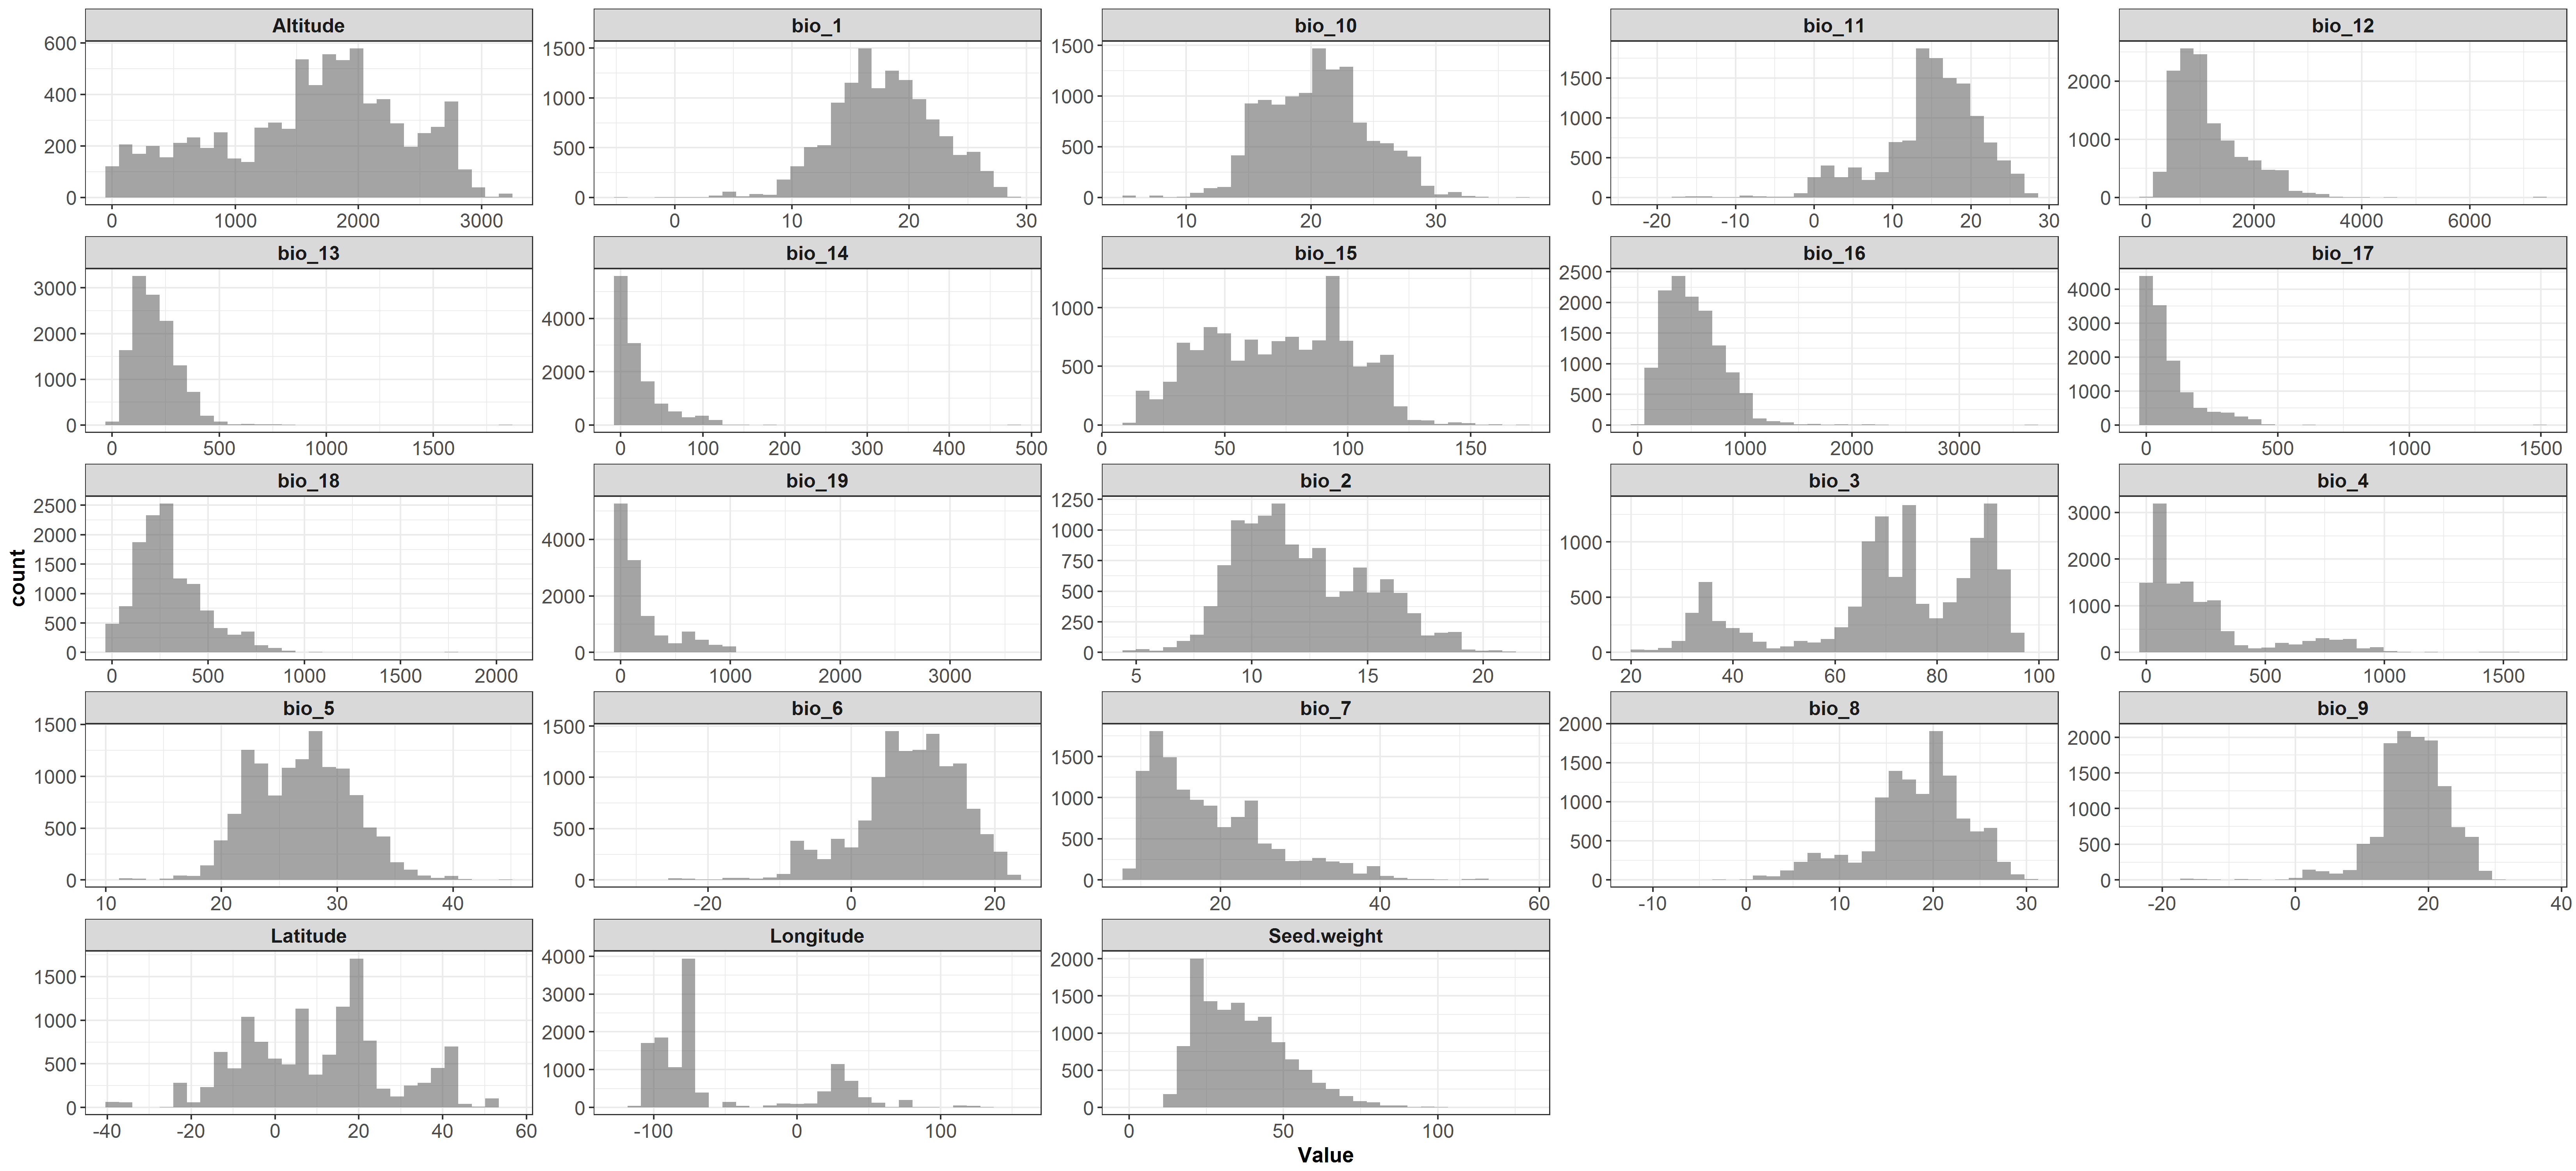 Altitude bio_1 bio_10 bio_11 bio_12
600 400 200 0
1500 1000 500 0
1500 1000 500 0
1500 1000 500 0
2000 1000 0
0 1000 2000 3000
0 10 20 30
10 20 30
-20 -10 0 10 20 30
0 2000 4000 6000
bio_13 bio_14 bio_15 bio_16 bio_17
3000 2000 1000 0
4000 2000 0
1000 500 0
2500 2000 1500 1000 500 0
4000 3000 2000 1000 0
0 500 1000 1500
0 100 200 300 400 500
0 50 100 150
0 1000 2000 3000
0 500 1000 1500
count
bio_18 bio_19 bio_2 bio_3 bio_4
2500 2000 1500 1000 500 0
4000 2000 0
1250 1000 750 500 250 0
1000 500 0
3000 2000 1000 0
0 500 1000 1500 2000
0 1000 2000 3000
5 10 15 20
20 40 60 80 100
0 500 1000 1500
bio_5 bio_6 bio_7 bio_8 bio_9
1500 1000 500 0
1500 1000 500 0
1500 1000 500 0
2000 1500 1000 500 0
2000 1500 1000 500 0
10 20 30 40
-20 0 20
20 40 60
-10 0 10 20 30
-20 0 20 40
Latitude Longitude Seed.weight
1500 1000 500 0
4000 3000 2000 1000 0
2000 1500 1000 500 0
-40 -20 0 20 40 60
-100 0 100
0 50 100
Value